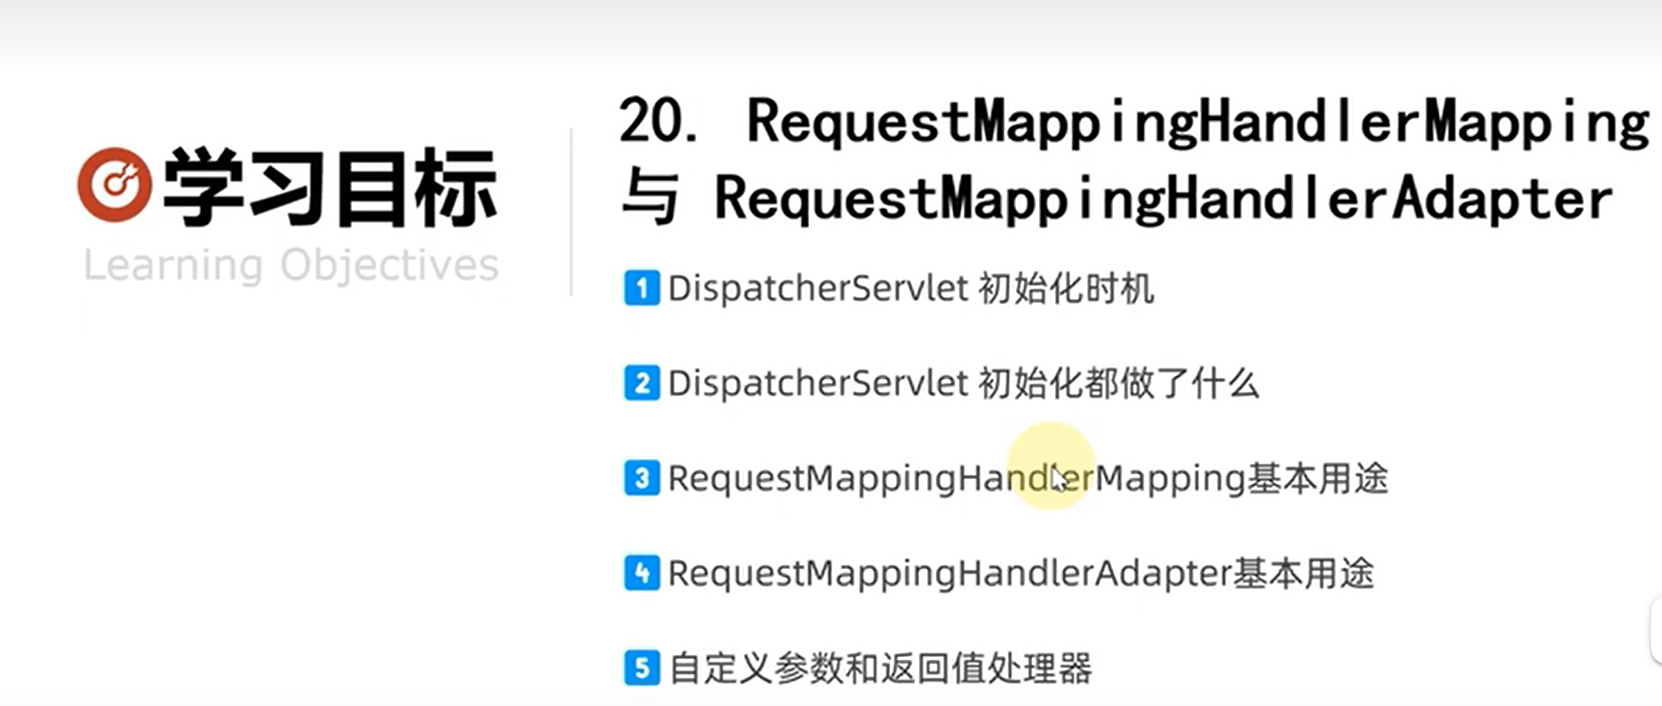 学习目标
Learning Objectives
20. RequestMappingHandlerMapping
与 RequestMappingHandlerAdapter
1 DispatcherServlet 初始化时机
2 DispatcherServlet 初始化都做了什么
3 RequestMappingHandlerMapping基本用途
4 RequestMappingHandlerAdapter基本用途
5 自定义参数和返回值处理器